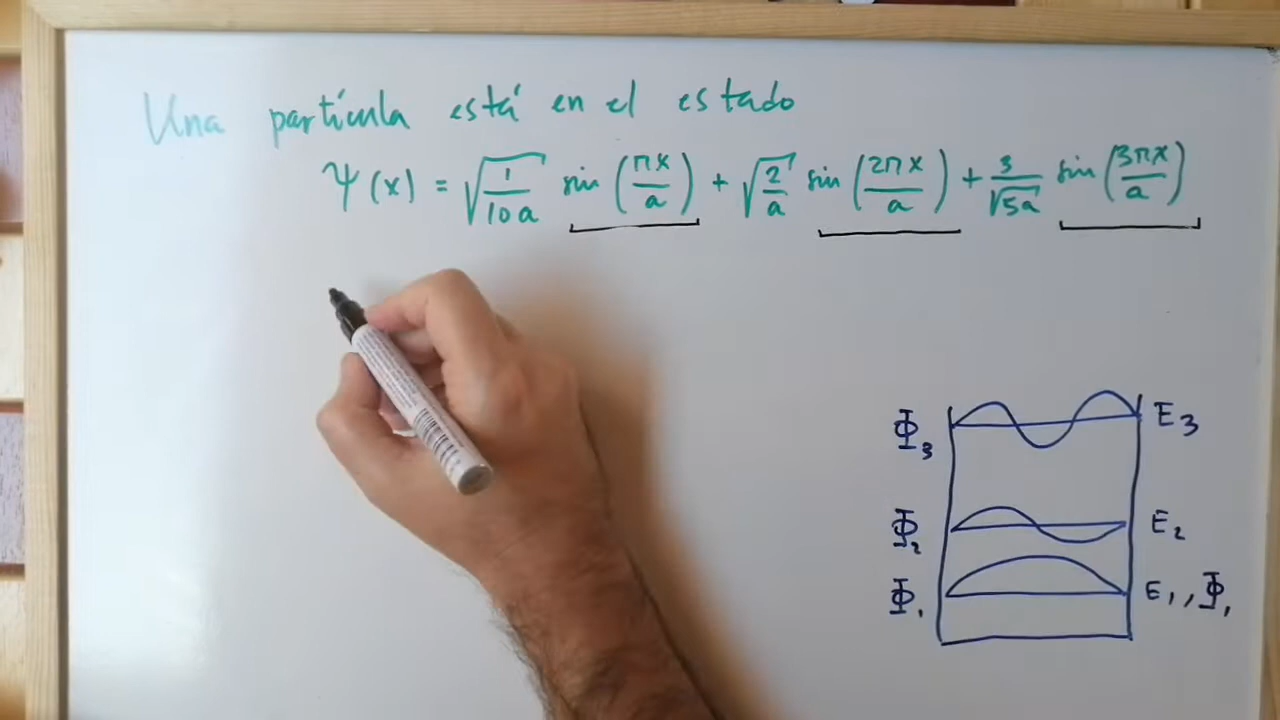 Una partícula está en el estado
Ψ(x) = √(1/10a) sin(πx/a) + √(2/a) sin(2πx/a) + 3/√(5a) sin(3πx/a)
Φ₃ E₃
Φ₂ E₂
Φ₁ E₁, Φ₁